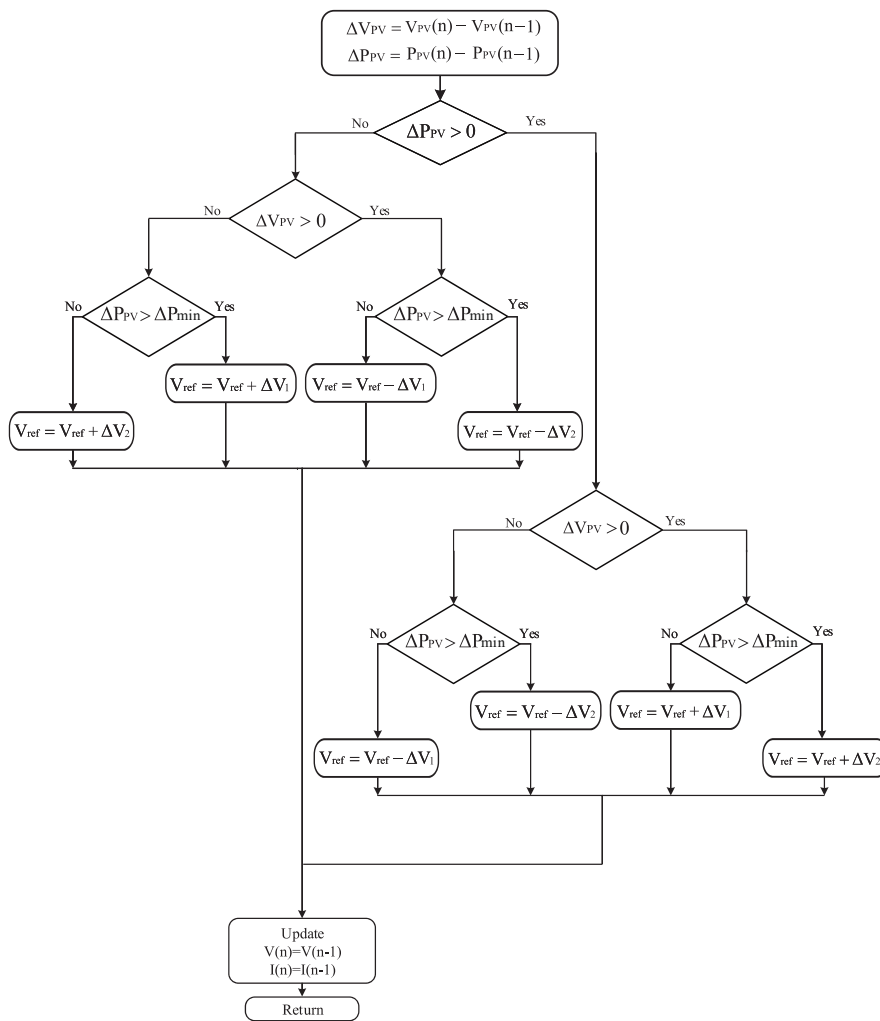 ΔVPV = VPV(n) − VPV(n−1)
ΔPPV = PPV(n) − PPV(n−1)
No
ΔPPV > 0
Yes
No
ΔVPV > 0
Yes
No
ΔPPV > ΔPmin
Yes
No
ΔPPV > ΔPmin
Yes
Vref = Vref + ΔV1
Vref = Vref − ΔV1
Vref = Vref + ΔV2
Vref = Vref − ΔV2
No
ΔVPV > 0
Yes
No
ΔPPV > ΔPmin
Yes
No
ΔPPV > ΔPmin
Yes
Vref = Vref − ΔV2
Vref = Vref + ΔV1
Vref = Vref − ΔV1
Vref = Vref + ΔV2
Update
V(n)=V(n-1)
I(n)=I(n-1)
Return